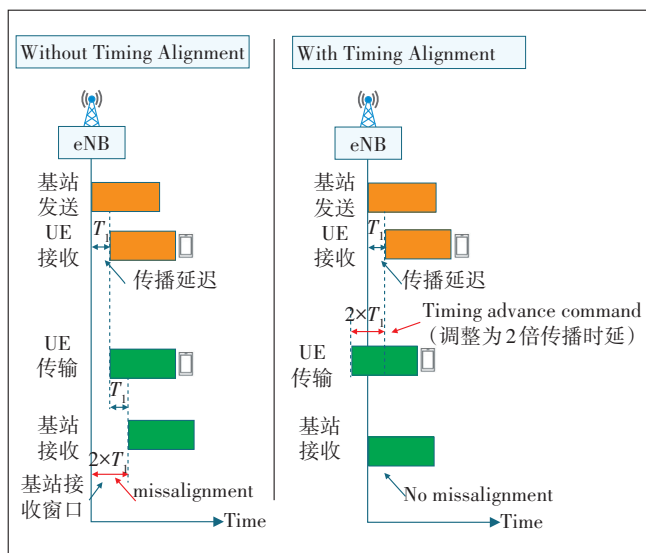 Without Timing Alignment
eNB
基站
发送
T₁
UE
接收
传播延迟
UE
传输
T₁
基站
接收
2×T₁
基站接
收窗口
missalignment
Time
With Timing Alignment
eNB
基站
发送
T₁
UE
接收
传播延迟
2×T₁
Timing advance command
（调整为2倍传播时延）
UE
传输
基站
接收
No missalignment
Time